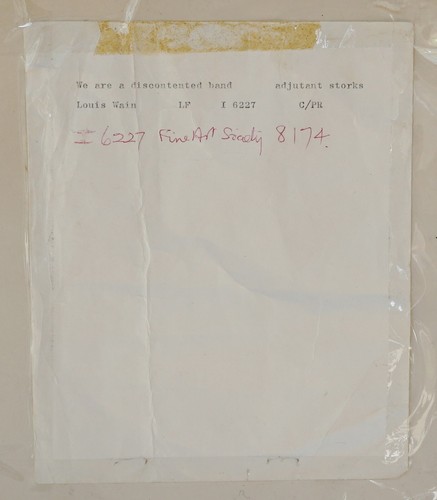 We are a discontented band adjutant storks
Louis Wain LF I 6227 C/PR
I 6227 Fine Art Society 8174.